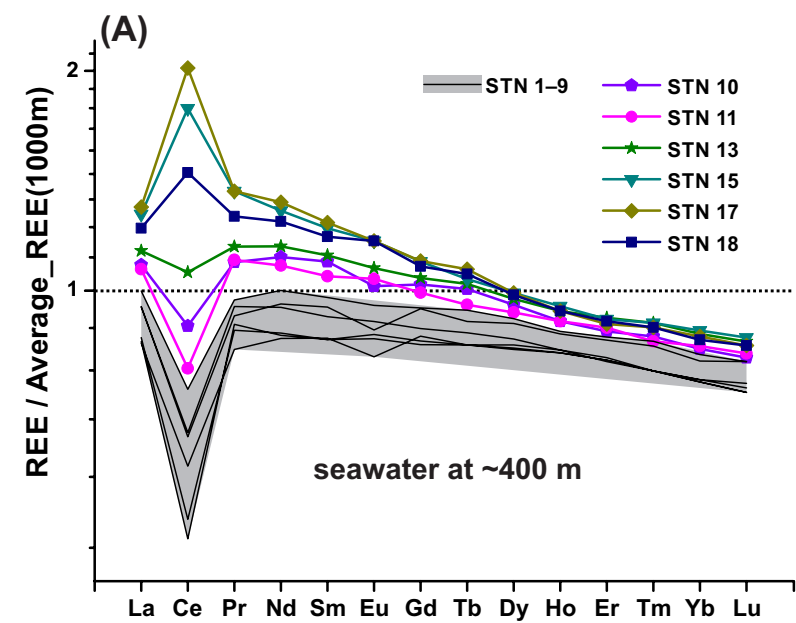 (A)
2
1
REE / Average_REE(1000m)
STN 1–9
STN 10
STN 11
STN 13
STN 15
STN 17
STN 18
seawater at ~400 m
La Ce Pr Nd Sm Eu Gd Tb Dy Ho Er Tm Yb Lu